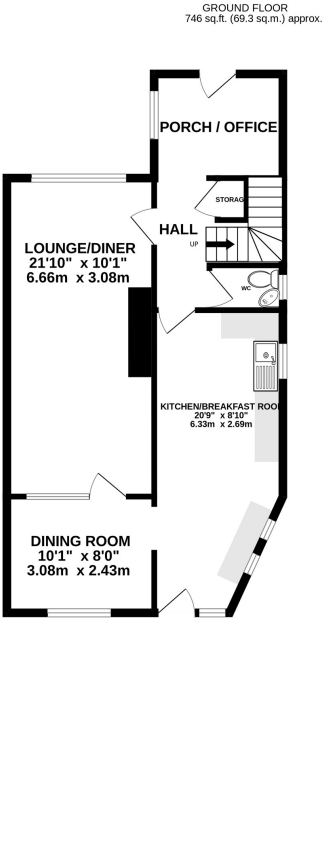 GROUND FLOOR
746 sq.ft. (69.3 sq.m.) approx.
PORCH / OFFICE
STORAG
HALL
UP
LOUNGE/DINER
21'10" x 10'1"
6.66m x 3.08m
WC
KITCHEN/BREAKFAST ROOM
20'9" x 8'10"
6.33m x 2.69m
DINING ROOM
10'1" x 8'0"
3.08m x 2.43m